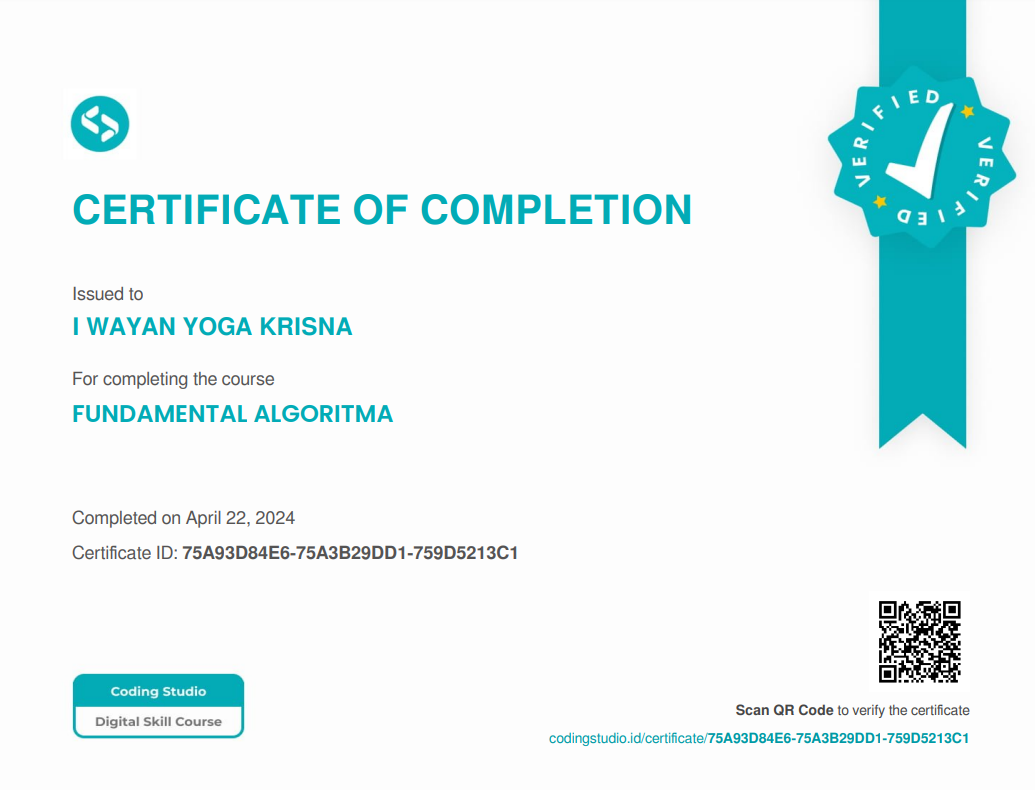 VERIFIED
VERIFIED
CERTIFICATE OF COMPLETION
Issued to
I WAYAN YOGA KRISNA
For completing the course
FUNDAMENTAL ALGORITMA
Completed on April 22, 2024
Certificate ID: 75A93D84E6-75A3B29DD1-759D5213C1
Coding Studio
Digital Skill Course
Scan QR Code to verify the certificate
codingstudio.id/certificate/75A93D84E6-75A3B29DD1-759D5213C1